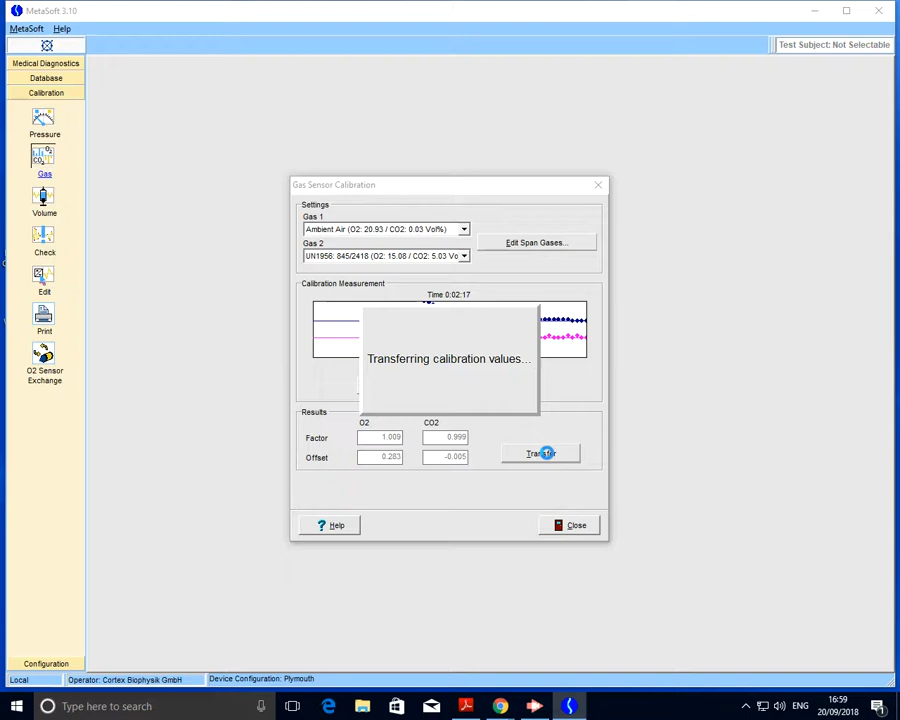 MetaSoft 3.10
MetaSoft Help
Test Subject: Not Selectable
Medical Diagnostics
Database
Calibration
Pressure
CO2 O2
Gas
Volume
Check
Edit
Print
O2 Sensor
Exchange
Gas Sensor Calibration
Settings
Gas 1
Ambient Air (O2: 20.93 / CO2: 0.03 Vol%)
Edit Span Gases...
Gas 2
UN1956: 845/2418 (O2: 15.08 / CO2: 5.03 Vo
Calibration Measurement
Time 0:02:17
Transferring calibration values...
Results
O2 CO2
Factor 1.009 0.999
Offset 0.283 -0.005
Transfer
? Help
Close
Configuration
Local Operator: Cortex Biophysik GmbH Device Configuration: Plymouth
Type here to search
ENG
16:59
20/09/2018
1